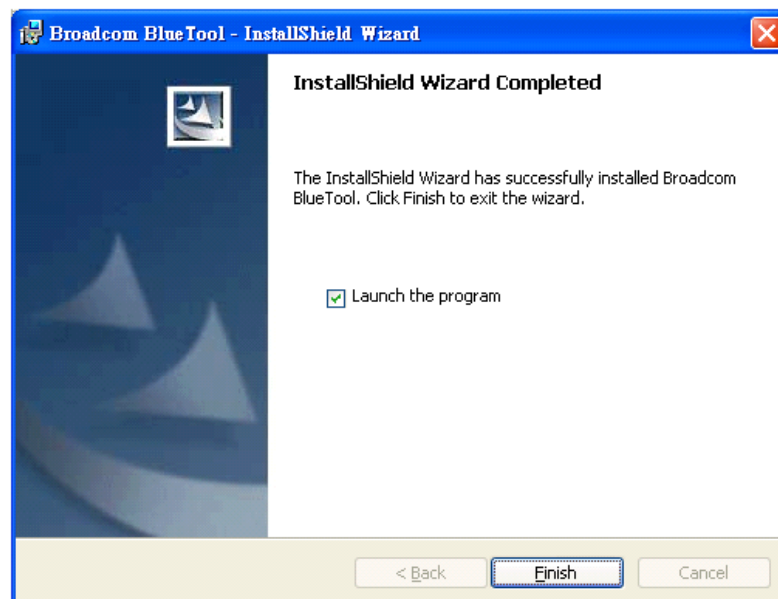 Broadcom BlueTool - InstallShield Wizard
InstallShield Wizard Completed
The InstallShield Wizard has successfully installed Broadcom
BlueTool. Click Finish to exit the wizard.
Launch the program
< Back
Finish
Cancel